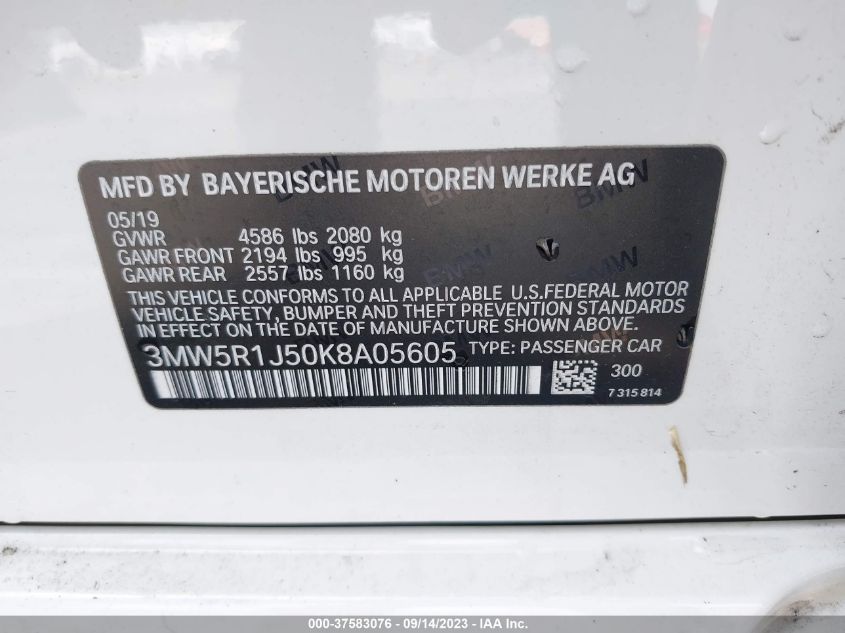 MFD BY BAYERISCHE MOTOREN WERKE AG
05/19
GVWR 4586 lbs 2080 kg
GAWR FRONT 2194 lbs 995 kg
GAWR REAR 2557 lbs 1160 kg
THIS VEHICLE CONFORMS TO ALL APPLICABLE U.S.FEDERAL MOTOR
VEHICLE SAFETY, BUMPER AND THEFT PREVENTION STANDARDS
IN EFFECT ON THE DATE OF MANUFACTURE SHOWN ABOVE.
3MW5R1J50K8A05605 TYPE: PASSENGER CAR
300
7 315 814
000-37583076 - 09/14/2023 - IAA Inc.